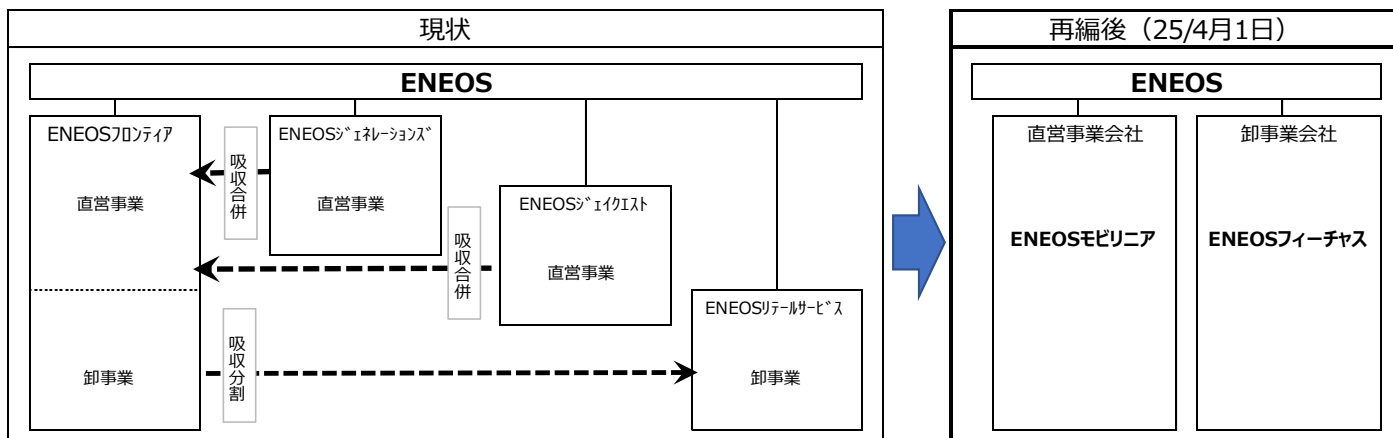 現状
ENEOS
ENEOSﾌﾛﾝﾃｨｱ
直営事業
卸事業
吸収合併
ENEOSｼﾞｪﾈﾚｰｼｮﾝｽﾞ
直営事業
吸収合併
ENEOSｼﾞｪｲｸｴｽﾄ
直営事業
吸収分割
ENEOSﾘﾃｰﾙｻｰﾋﾞｽ
卸事業
再編後（25/4月1日）
ENEOS
直営事業会社
ENEOSモビリニア
卸事業会社
ENEOSフィーチャス